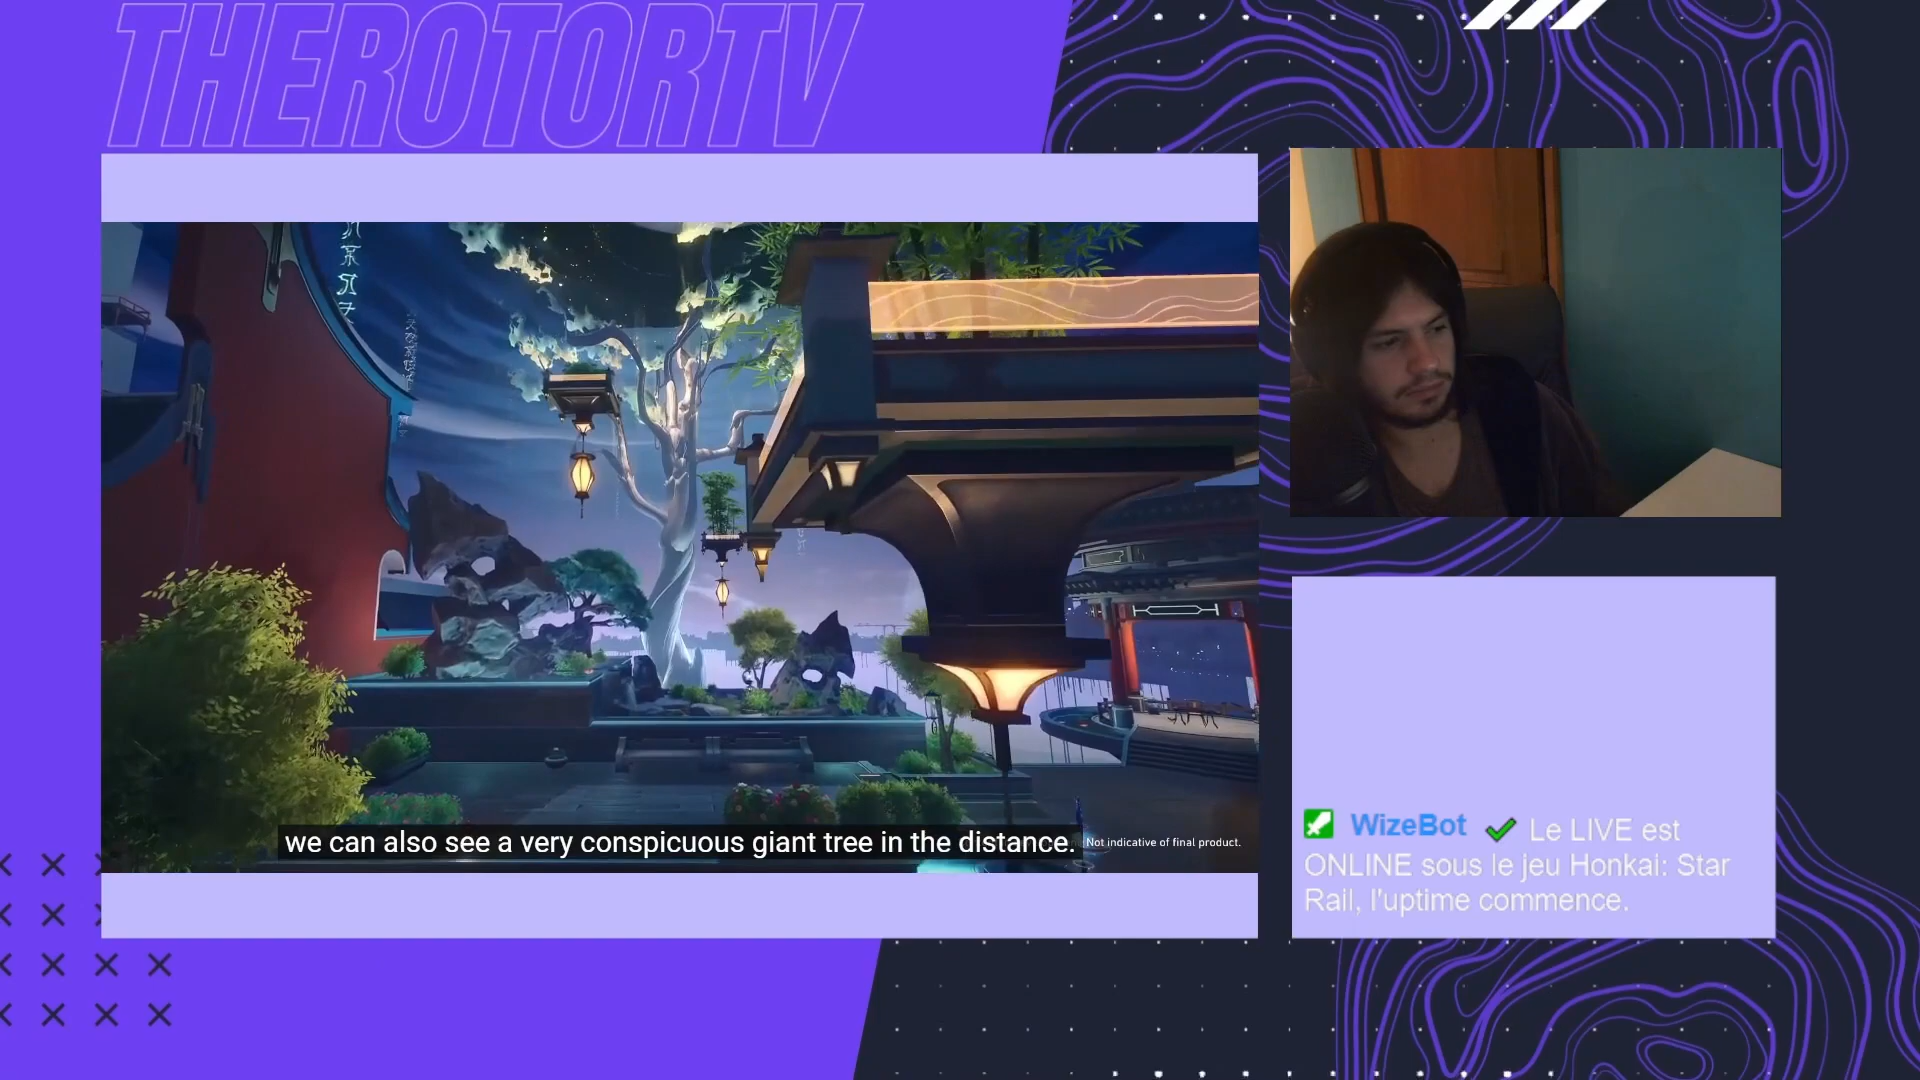 THEROTORTV
we can also see a very conspicuous giant tree in the distance.
Not indicative of final product.
WizeBot Le LIVE est
ONLINE sous le jeu Honkai: Star
Rail, l'uptime commence.